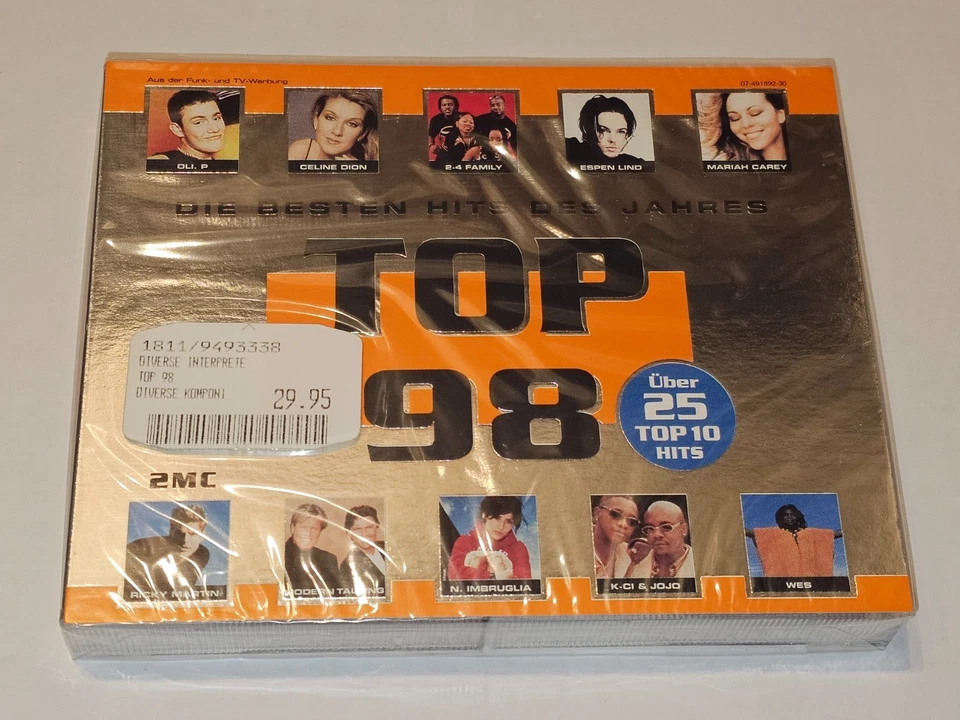 Aus der Funk- und TV-Werbung
07-491892-30
OLI. P
CELINE DION
2-4 FAMILY
ESPEN LIND
MARIAH CAREY
DIE BESTEN HITS DES JAHRES
TOP
98
1811/9493338
DIVERSE INTERPRETE
TOP 98
DIVERSE KOMPONI
29.95
Über
25
TOP 10
HITS
2MC
RICKY MARTIN
MODERN TALKING
N. IMBRUGLIA
K-CI & JOJO
WES